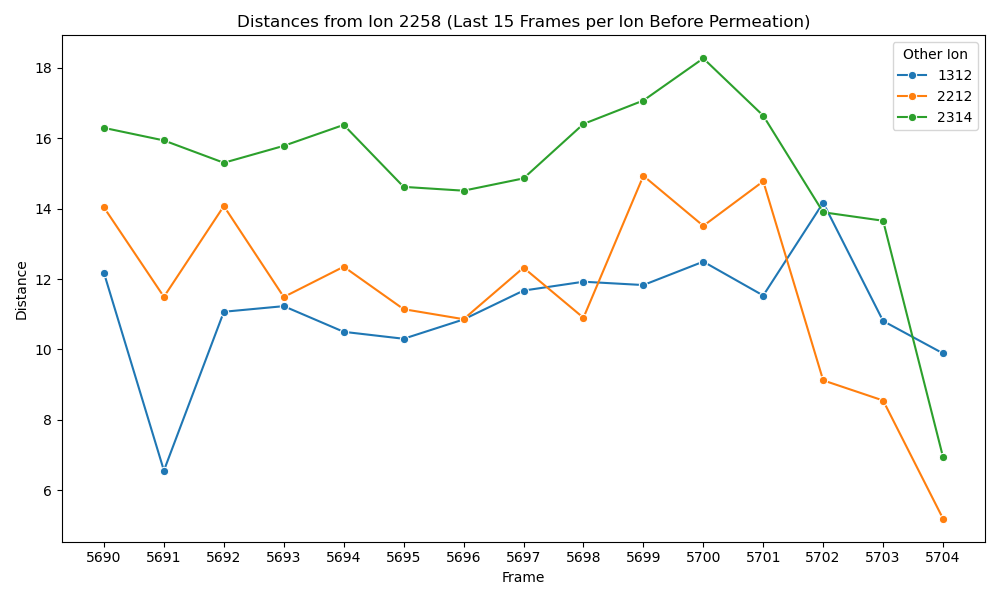 Distances from Ion 2258 (Last 15 Frames per Ion Before Permeation)
Other Ion
1312
2212
2314
Distance
18
16
14
12
10
8
6
5690 5691 5692 5693 5694 5695 5696 5697 5698 5699 5700 5701 5702 5703 5704
Frame